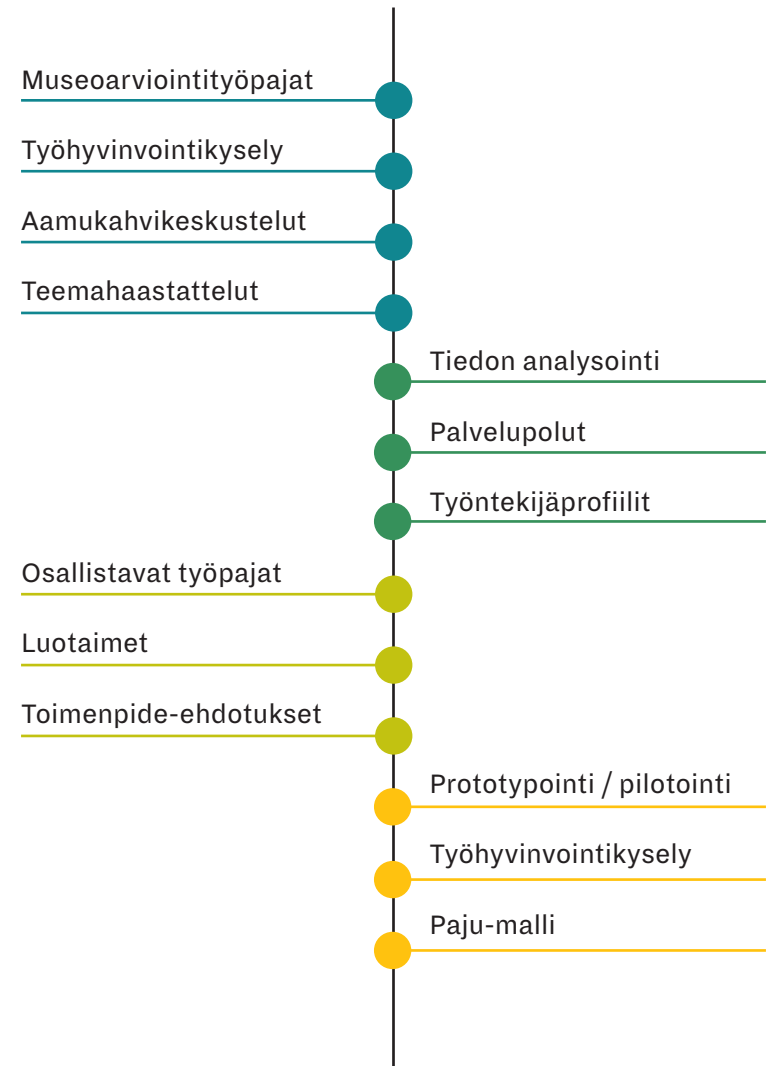 Museoarviointityöpajat
Työhyvinvointikysely
Aamukahvikeskustelut
Teemahaastattelut
Tiedon analysointi
Palvelupolut
Työntekijäprofiilit
Osallistavat työpajat
Luotaimet
Toimenpide-ehdotukset
Prototypointi / pilotointi
Työhyvinvointikysely
Paju-malli